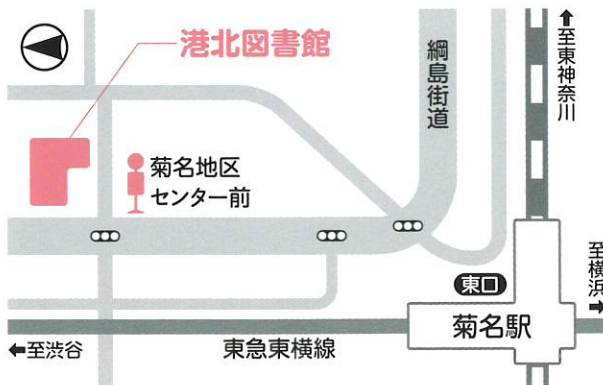 港北図書館
綱島街道
↑至東神奈川
菊名地区
センター前
東口
菊名駅
至横浜➡
⬅至渋谷
東急東横線